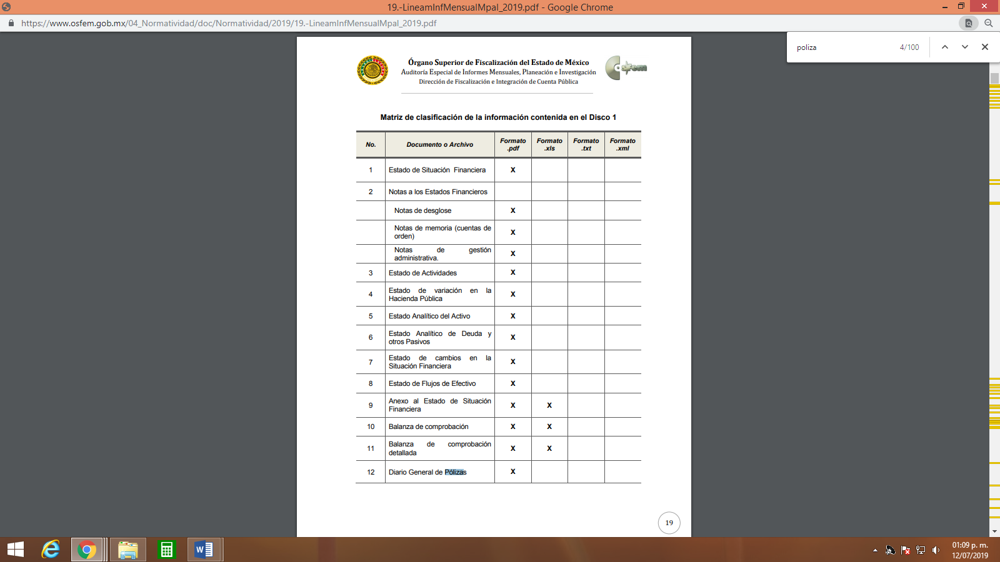 19.-LineamInfMensualMpal_2019.pdf - Google Chrome
https://www.osfem.gob.mx/04_Normatividad/doc/Normatividad/2019/19.-LineamInfMensualMpal_2019.pdf
poliza 4/100
Órgano Superior de Fiscalización del Estado de México
Auditoría Especial de Informes Mensuales, Planeación e Investigación
Dirección de Fiscalización e Integración de Cuenta Pública
osfem
Matriz de clasificación de la información contenida en el Disco 1
No. Documento o Archivo Formato .pdf Formato .xls Formato .txt Formato .xml
1 Estado de Situación Financiera X
2 Notas a los Estados Financieros
Notas de desglose X
Notas de memoria (cuentas de
orden) X
Notas de gestión
administrativa. X
3 Estado de Actividades X
4 Estado de variación en la
Hacienda Pública X
5 Estado Analítico del Activo X
6 Estado Analítico de Deuda y
otros Pasivos X
7 Estado de cambios en la
Situación Financiera X
8 Estado de Flujos de Efectivo X
9 Anexo al Estado de Situación
Financiera X X
10 Balanza de comprobación X X
11 Balanza de comprobación
detallada X X
12 Diario General de Pólizas X
19
01:09 p. m.
12/07/2019